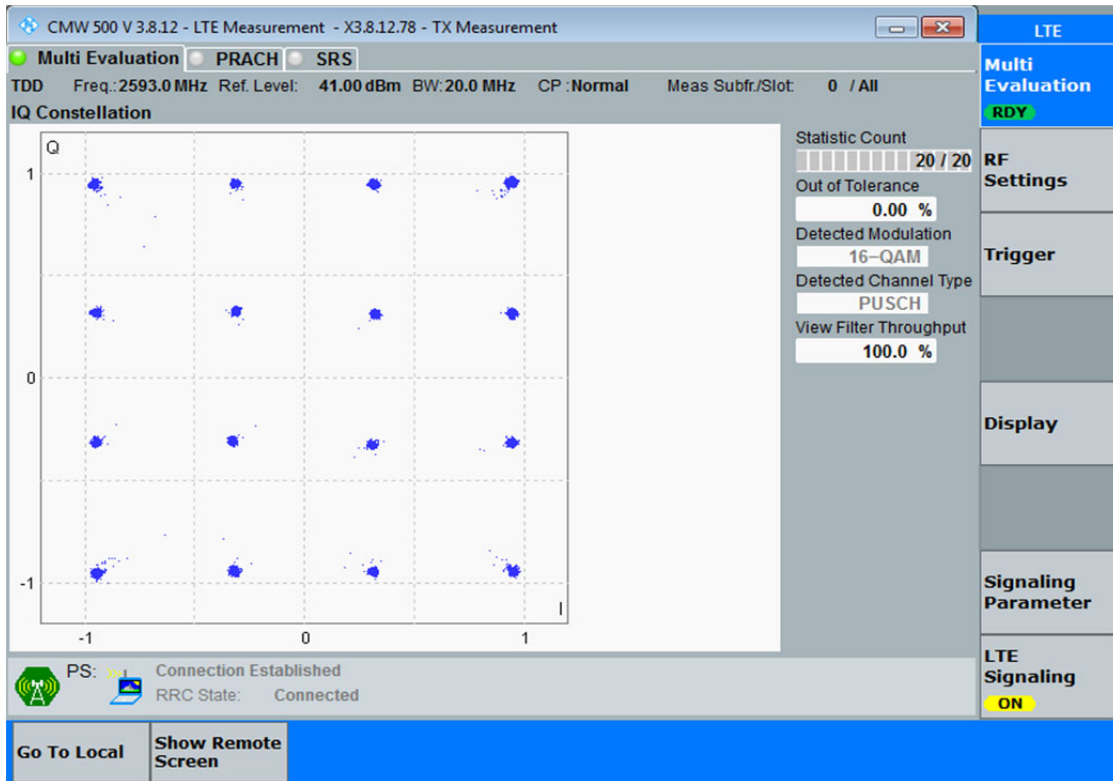 CMW 500 V 3.8.12 - LTE Measurement - X3.8.12.78 - TX Measurement
LTE
Multi Evaluation PRACH SRS
TDD Freq.: 2593.0 MHz Ref. Level: 41.00 dBm BW: 20.0 MHz CP : Normal Meas Subfr./Slot: 0 / All
IQ Constellation
Q
1
0
-1
I
-1 0 1
Statistic Count
20 / 20
Out of Tolerance
0.00 %
Detected Modulation
16-QAM
Detected Channel Type
PUSCH
View Filter Throughput
100.0 %
Multi
Evaluation
RDY
RF
Settings
Trigger
Display
Signaling
Parameter
LTE
Signaling
ON
PS: Connection Established
RRC State: Connected
Go To Local
Show Remote
Screen